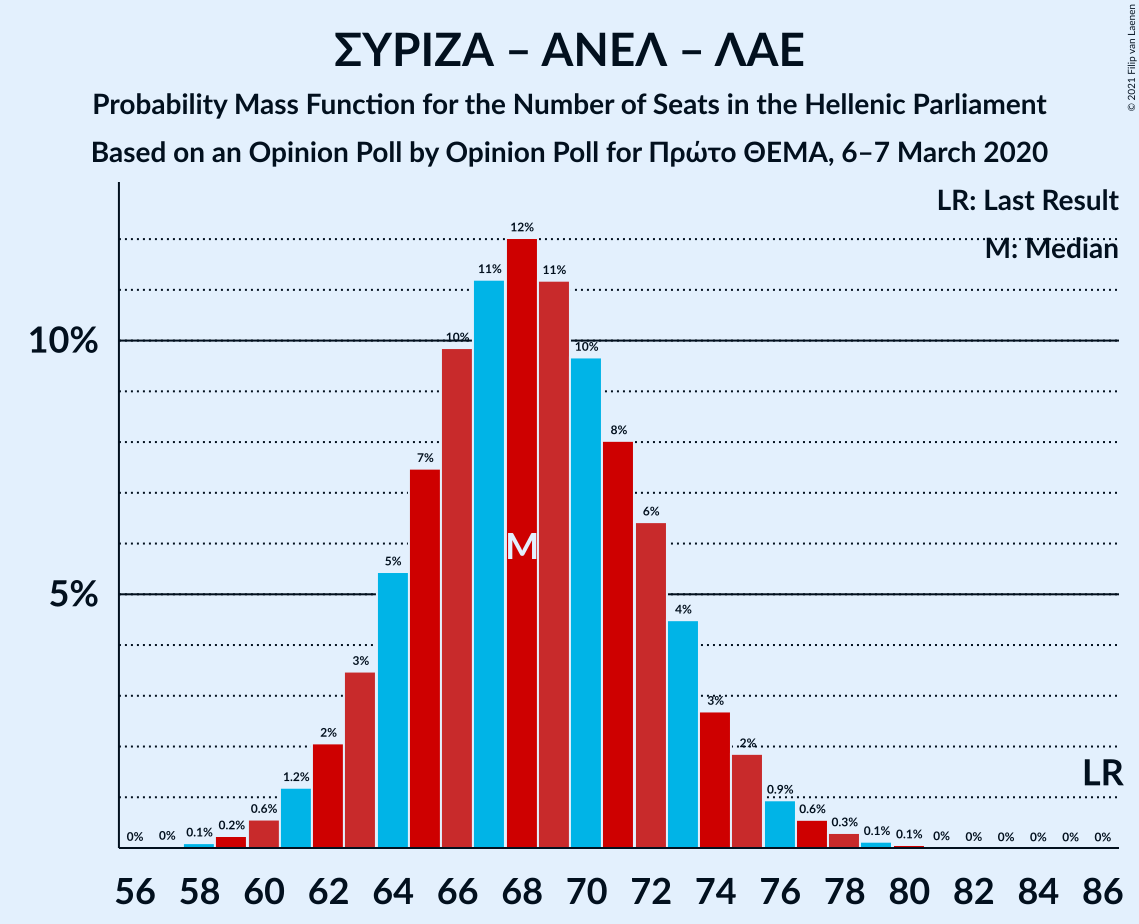 ΣΥΡΙΖΑ – ΑΝΕΛ – ΛΑΕ
Probability Mass Function for the Number of Seats in the Hellenic Parliament
Based on an Opinion Poll by Opinion Poll for Πρώτο ΘΕΜΑ, 6–7 March 2020
© 2021 Filip van Laenen
LR: Last Result
M: Median
10%
5%
0% 0% 0.1% 0.2% 0.6% 1.2% 2% 3% 5% 7% 10% 11% 12% 11% 10% 8% 6% 4% 3% 2% 0.9% 0.6% 0.3% 0.1% 0.1% 0% 0% 0% 0% 0% 0%
M
LR
56 58 60 62 64 66 68 70 72 74 76 78 80 82 84 86